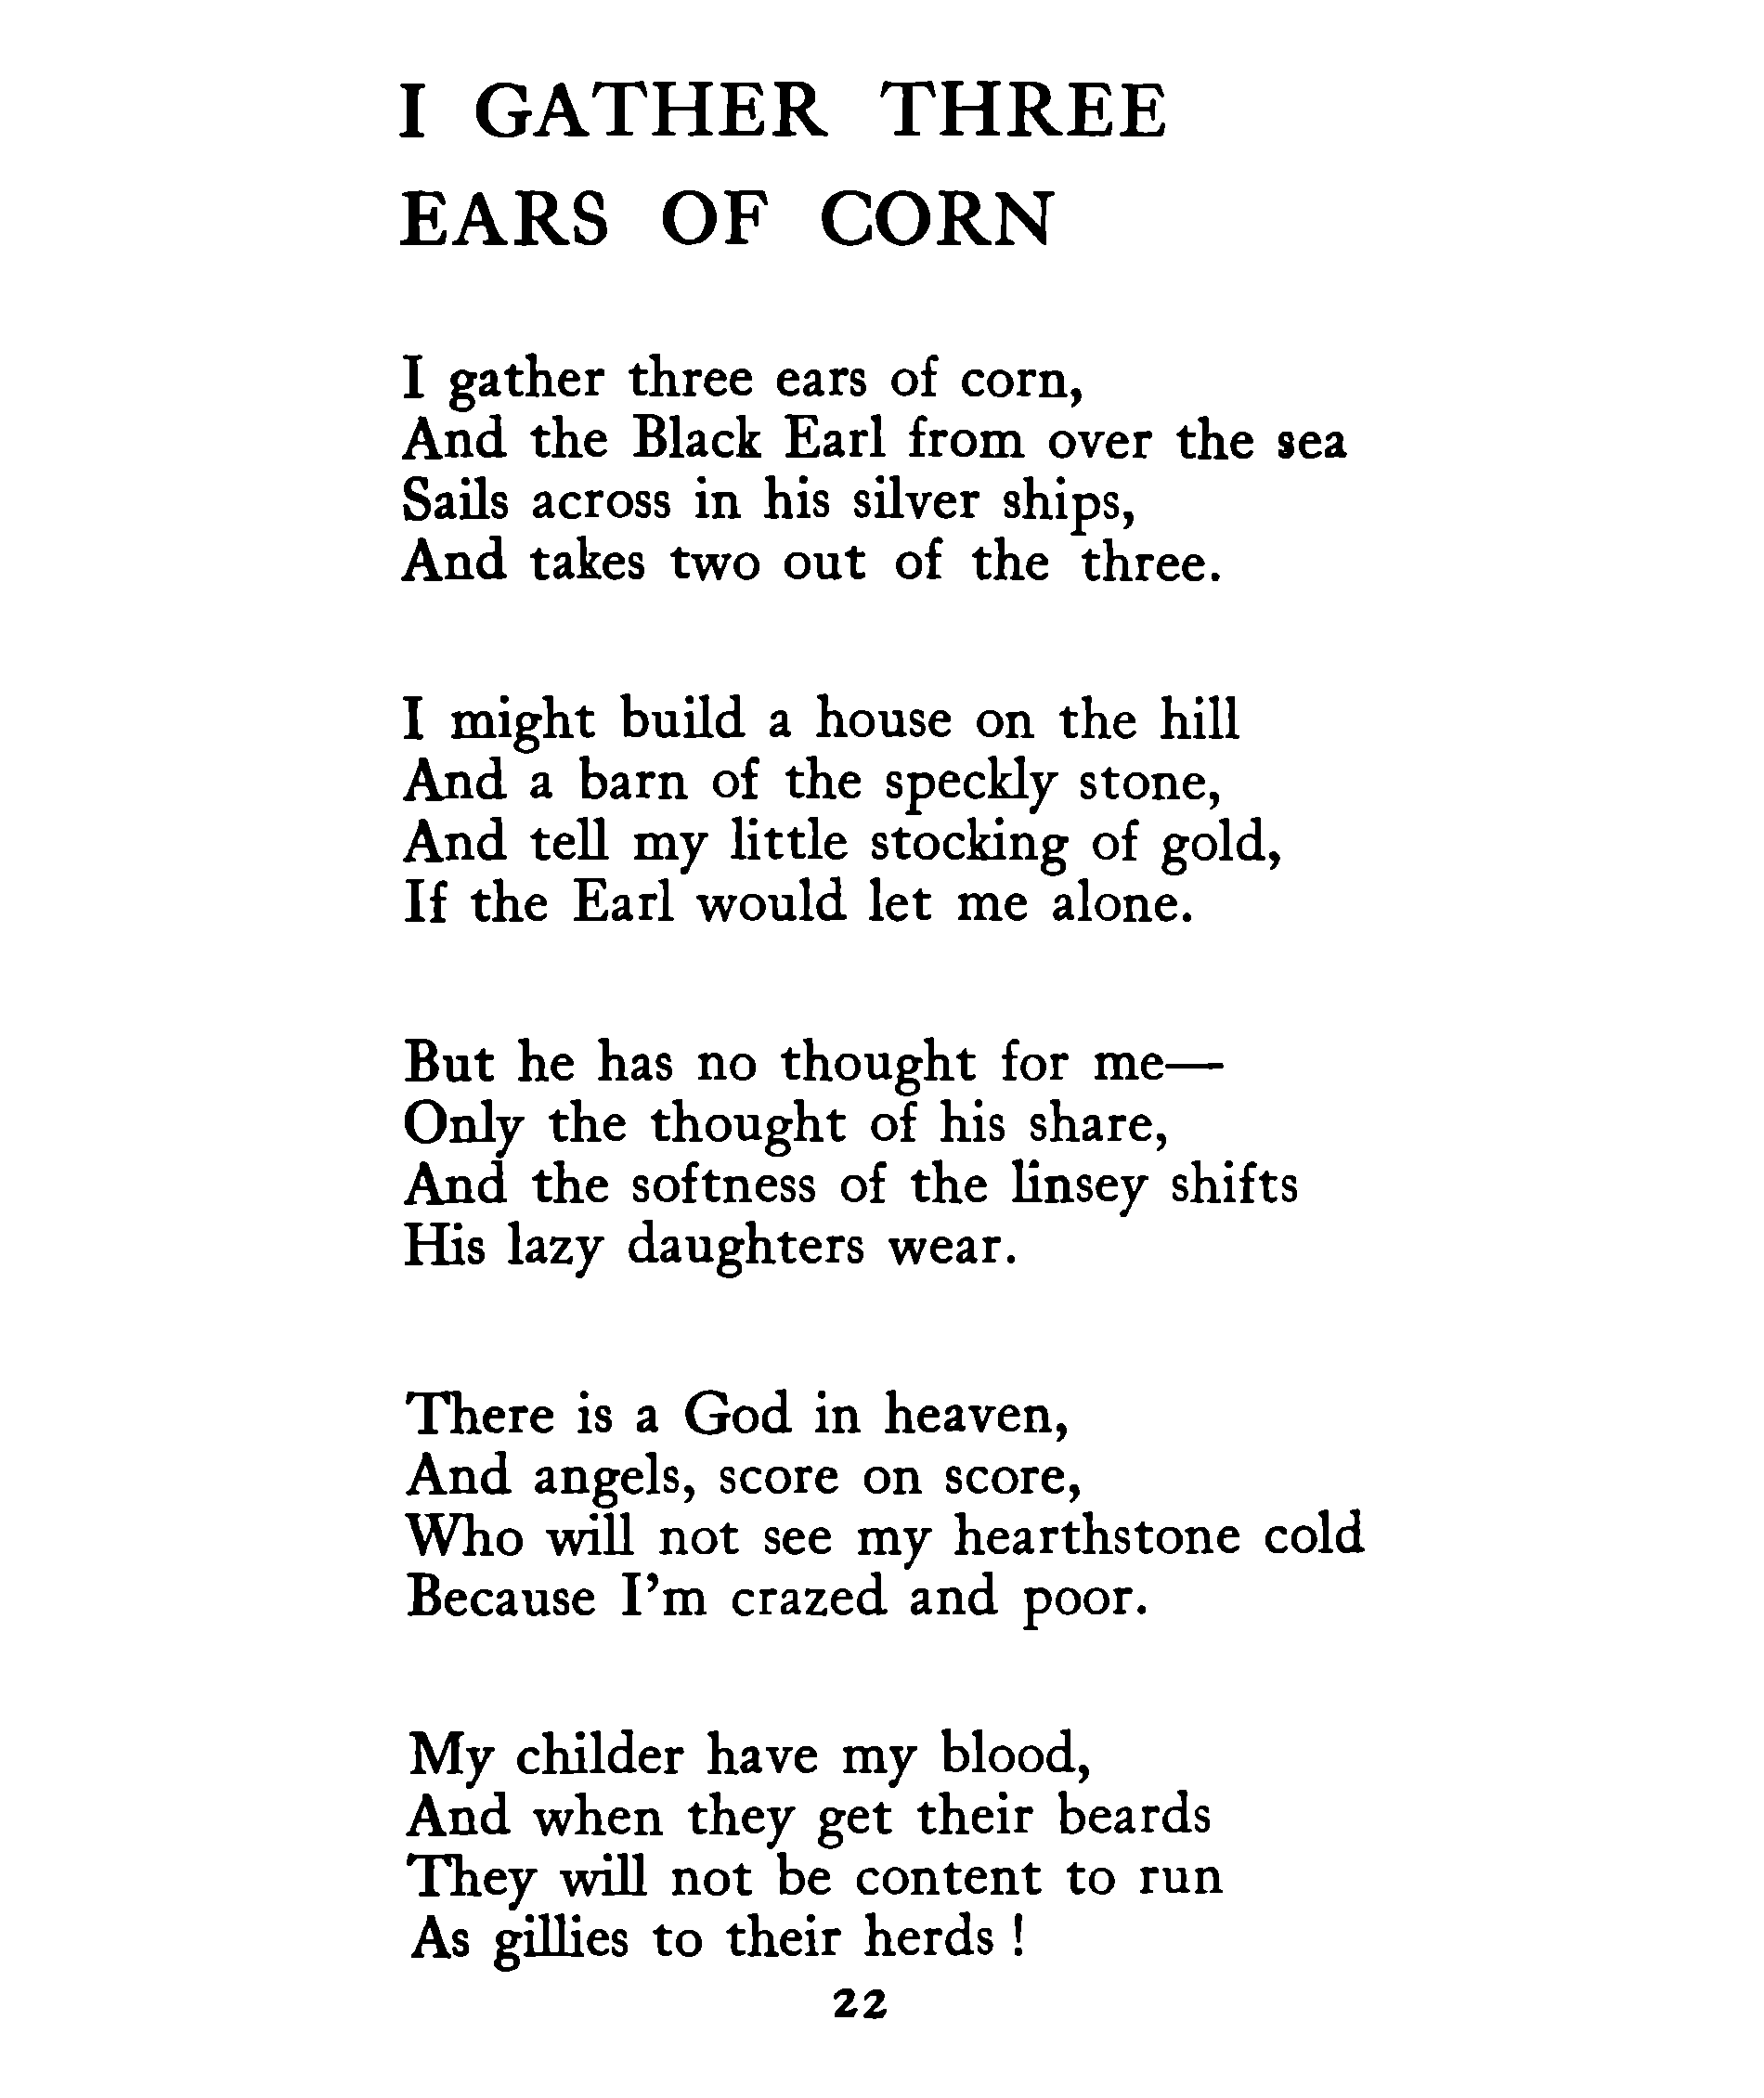 I GATHER THREE
EARS OF CORN
I gather three ears of corn,
And the Black Earl from over the sea
Sails across in his silver ships,
And takes two out of the three.
I might build a house on the hill
And a barn of the speckly stone,
And tell my little stocking of gold,
If the Earl would let me alone.
But he has no thought for me—
Only the thought of his share,
And the softness of the linsey shifts
His lazy daughters wear.
There is a God in heaven,
And angels, score on score,
Who will not see my hearthstone cold
Because I'm crazed and poor.
My childer have my blood,
And when they get their beards
They will not be content to run
As gillies to their herds !
22